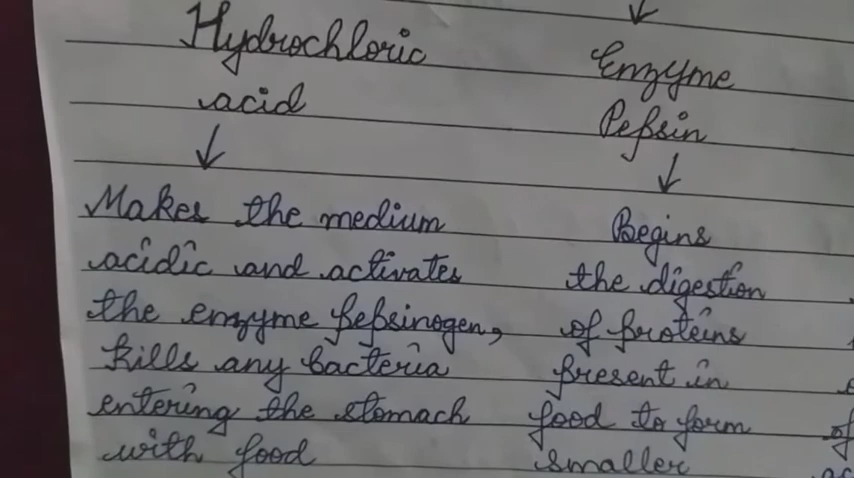 Hydrochloric
acid
Makes the medium
acidic and activates
the enzyme pepsinogen,
kills any bacteria
entering the stomach
with food
Enzyme
Pepsin
Begins
the digestion
of proteins
present in
food to form
smaller
of